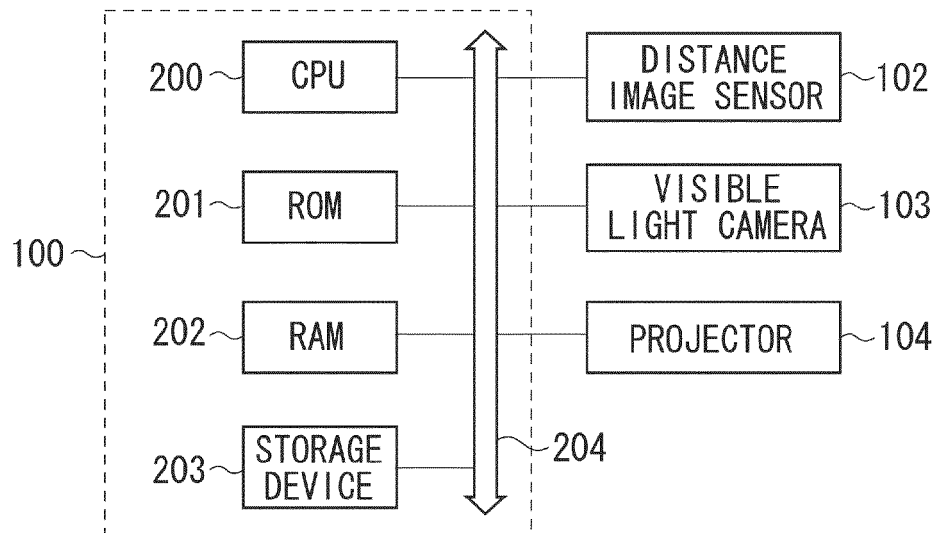 200
CPU
DISTANCE
IMAGE SENSOR
102
201
ROM
VISIBLE
LIGHT CAMERA
103
100
202
RAM
PROJECTOR
104
203
STORAGE
DEVICE
204